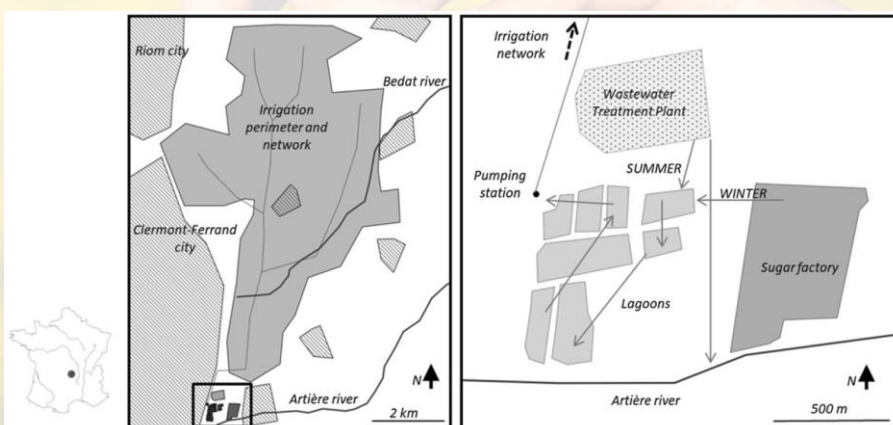 Riom city
Bedat river
Irrigation
perimeter and
network
Clermont-Ferrand
city
Artière river
N
2 km
Irrigation
network
Wastewater
Treatment Plant
Pumping
station
SUMMER
WINTER
Sugar factory
Lagoons
N
Artière river
500 m